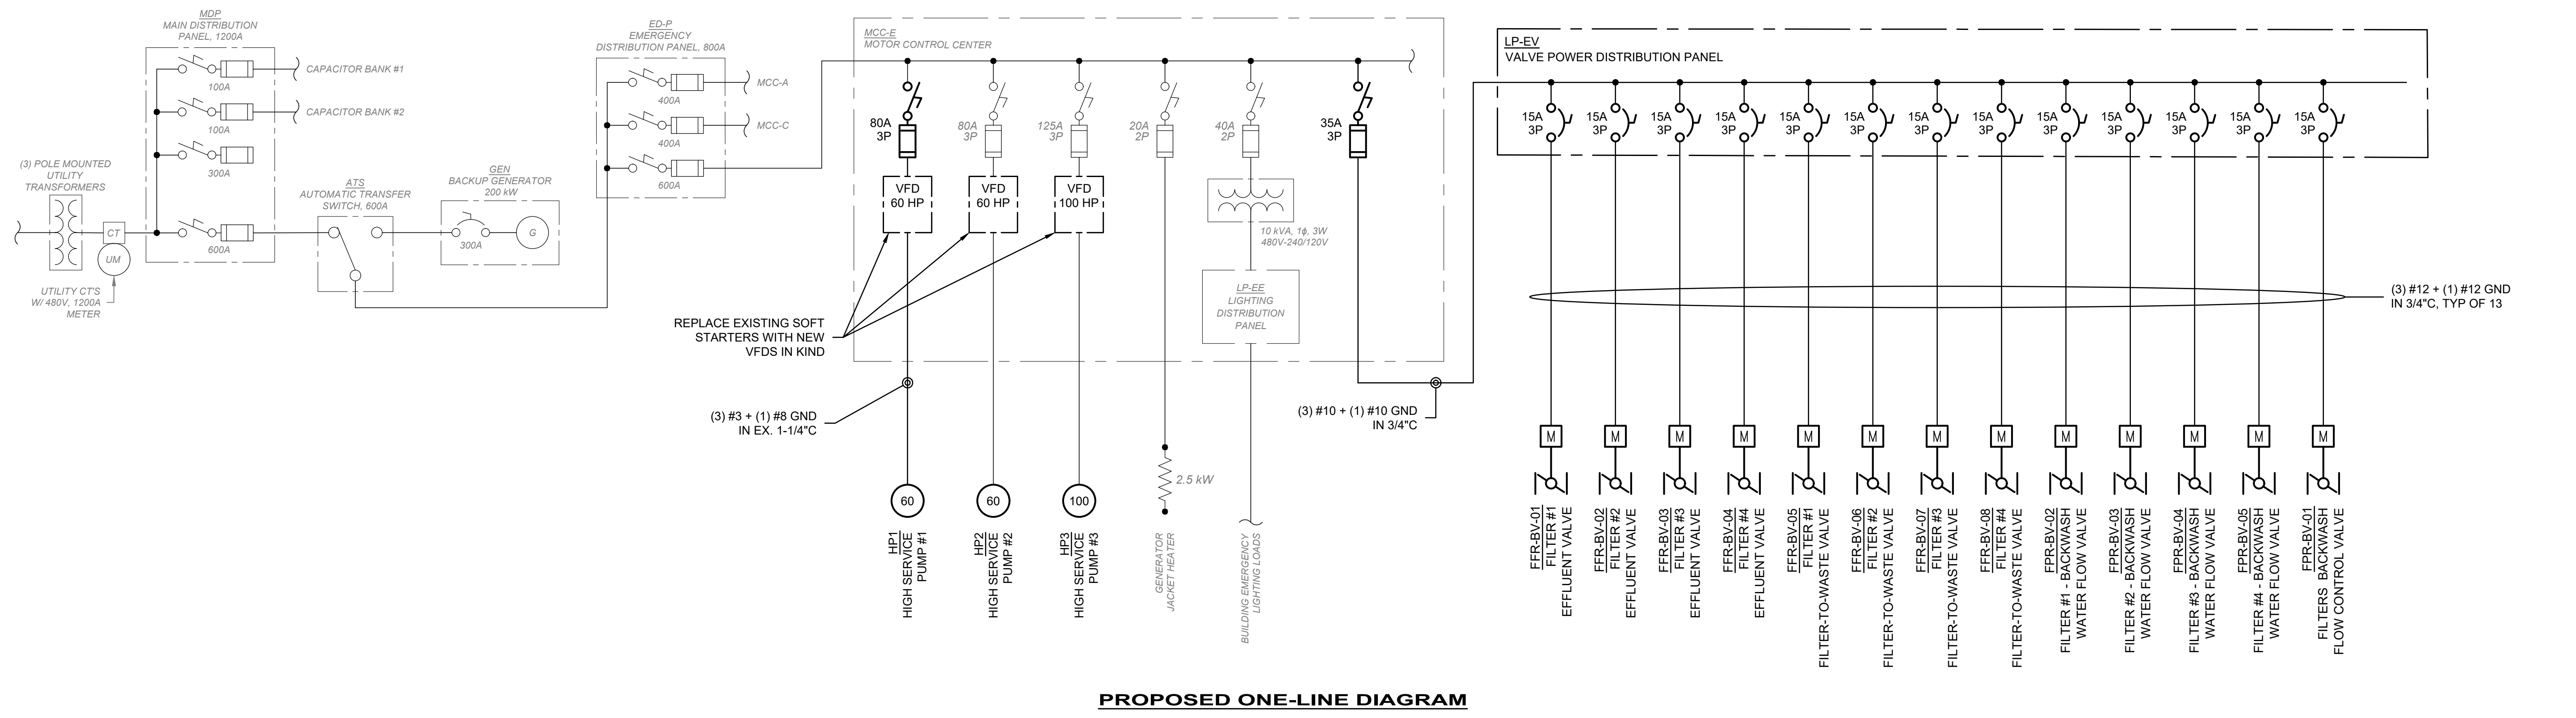 MDP
MAIN DISTRIBUTION
PANEL, 1200A
100A
CAPACITOR BANK #1
100A
CAPACITOR BANK #2
300A
600A
(3) POLE MOUNTED
UTILITY
TRANSFORMERS
CT
UM
UTILITY CT'S
W/ 480V, 1200A
METER
ATS
AUTOMATIC TRANSFER
SWITCH, 600A
GEN
BACKUP GENERATOR
200 kW
300A
G
ED-P
EMERGENCY
DISTRIBUTION PANEL, 800A
400A
MCC-A
400A
MCC-C
600A
MCC-E
MOTOR CONTROL CENTER
80A
3P
80A
3P
125A
3P
20A
2P
40A
2P
35A
3P
VFD
60 HP
VFD
60 HP
VFD
100 HP
10 kVA, 1ϕ, 3W
480V-240/120V
LP-EE
LIGHTING
DISTRIBUTION
PANEL
REPLACE EXISTING SOFT
STARTERS WITH NEW
VFDS IN KIND
(3) #3 + (1) #8 GND
IN EX. 1-1/4"C
(3) #10 + (1) #10 GND
IN 3/4"C
60
60
100
2.5 kW
HP1
HIGH SERVICE
PUMP #1
HP2
HIGH SERVICE
PUMP #2
HP3
HIGH SERVICE
PUMP #3
GENERATOR
JACKET HEATER
BUILDING EMERGENCY
LIGHTING LOADS
LP-EV
VALVE POWER DISTRIBUTION PANEL
15A
3P
15A
3P
15A
3P
15A
3P
15A
3P
15A
3P
15A
3P
15A
3P
15A
3P
15A
3P
15A
3P
15A
3P
15A
3P
(3) #12 + (1) #12 GND
IN 3/4"C, TYP OF 13
M
M
M
M
M
M
M
M
M
M
M
M
M
FFR-BV-01
FILTER #1
EFFLUENT VALVE
FFR-BV-02
FILTER #2
EFFLUENT VALVE
FFR-BV-03
FILTER #3
EFFLUENT VALVE
FFR-BV-04
FILTER #4
EFFLUENT VALVE
FFR-BV-05
FILTER #1
FILTER-TO-WASTE VALVE
FFR-BV-06
FILTER #2
FILTER-TO-WASTE VALVE
FFR-BV-07
FILTER #3
FILTER-TO-WASTE VALVE
FFR-BV-08
FILTER #4
FILTER-TO-WASTE VALVE
FPR-BV-02
FILTER #1 - BACKWASH
WATER FLOW VALVE
FPR-BV-03
FILTER #2 - BACKWASH
WATER FLOW VALVE
FPR-BV-04
FILTER #3 - BACKWASH
WATER FLOW VALVE
FPR-BV-05
FILTER #4 - BACKWASH
WATER FLOW VALVE
FPR-BV-01
FILTERS BACKWASH
FLOW CONTROL VALVE
PROPOSED ONE-LINE DIAGRAM